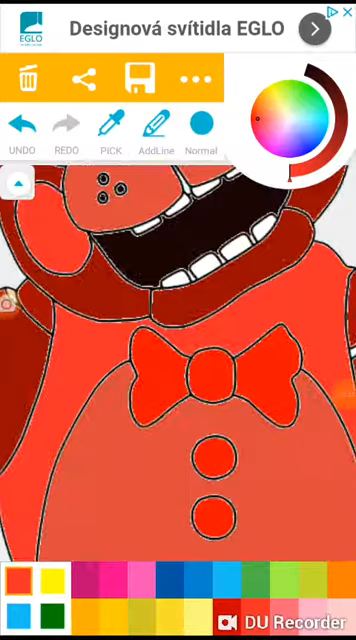 EGLO
Designová svítidla EGLO
UNDO
REDO
PICK
AddLine
Normal
DU Recorder